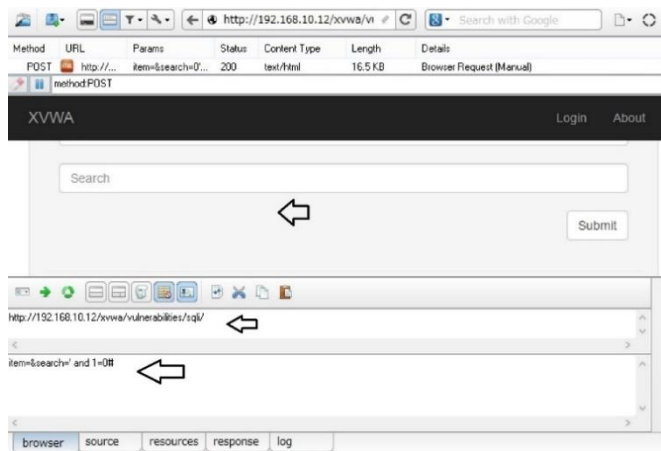 http://192.168.10.12/xvwa/vı
Search with Google
Method URL Params Status Content Type Length Details
POST http://... item=&search=0'... 200 text/html 16.5 KB Browser Request (Manual)
method:POST
XVWA Login About
Search
Submit
http://192.168.10.12/xvwa/vulnerabilities/sqli/
item=&search=' and 1=0#
browser source resources response log